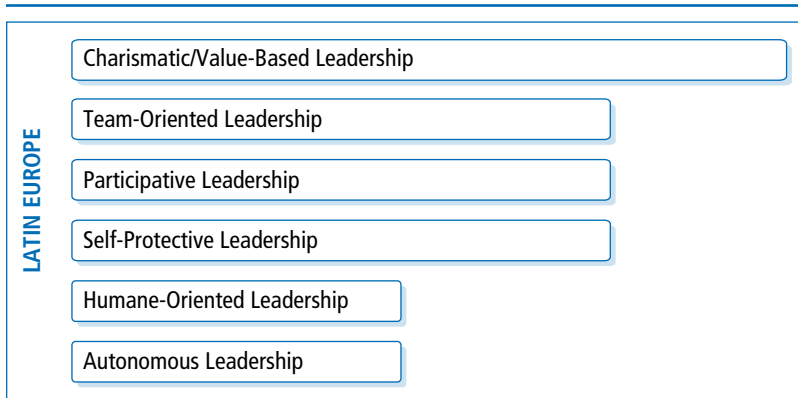 LATIN EUROPE
Charismatic/Value-Based Leadership
Team-Oriented Leadership
Participative Leadership
Self-Protective Leadership
Humane-Oriented Leadership
Autonomous Leadership